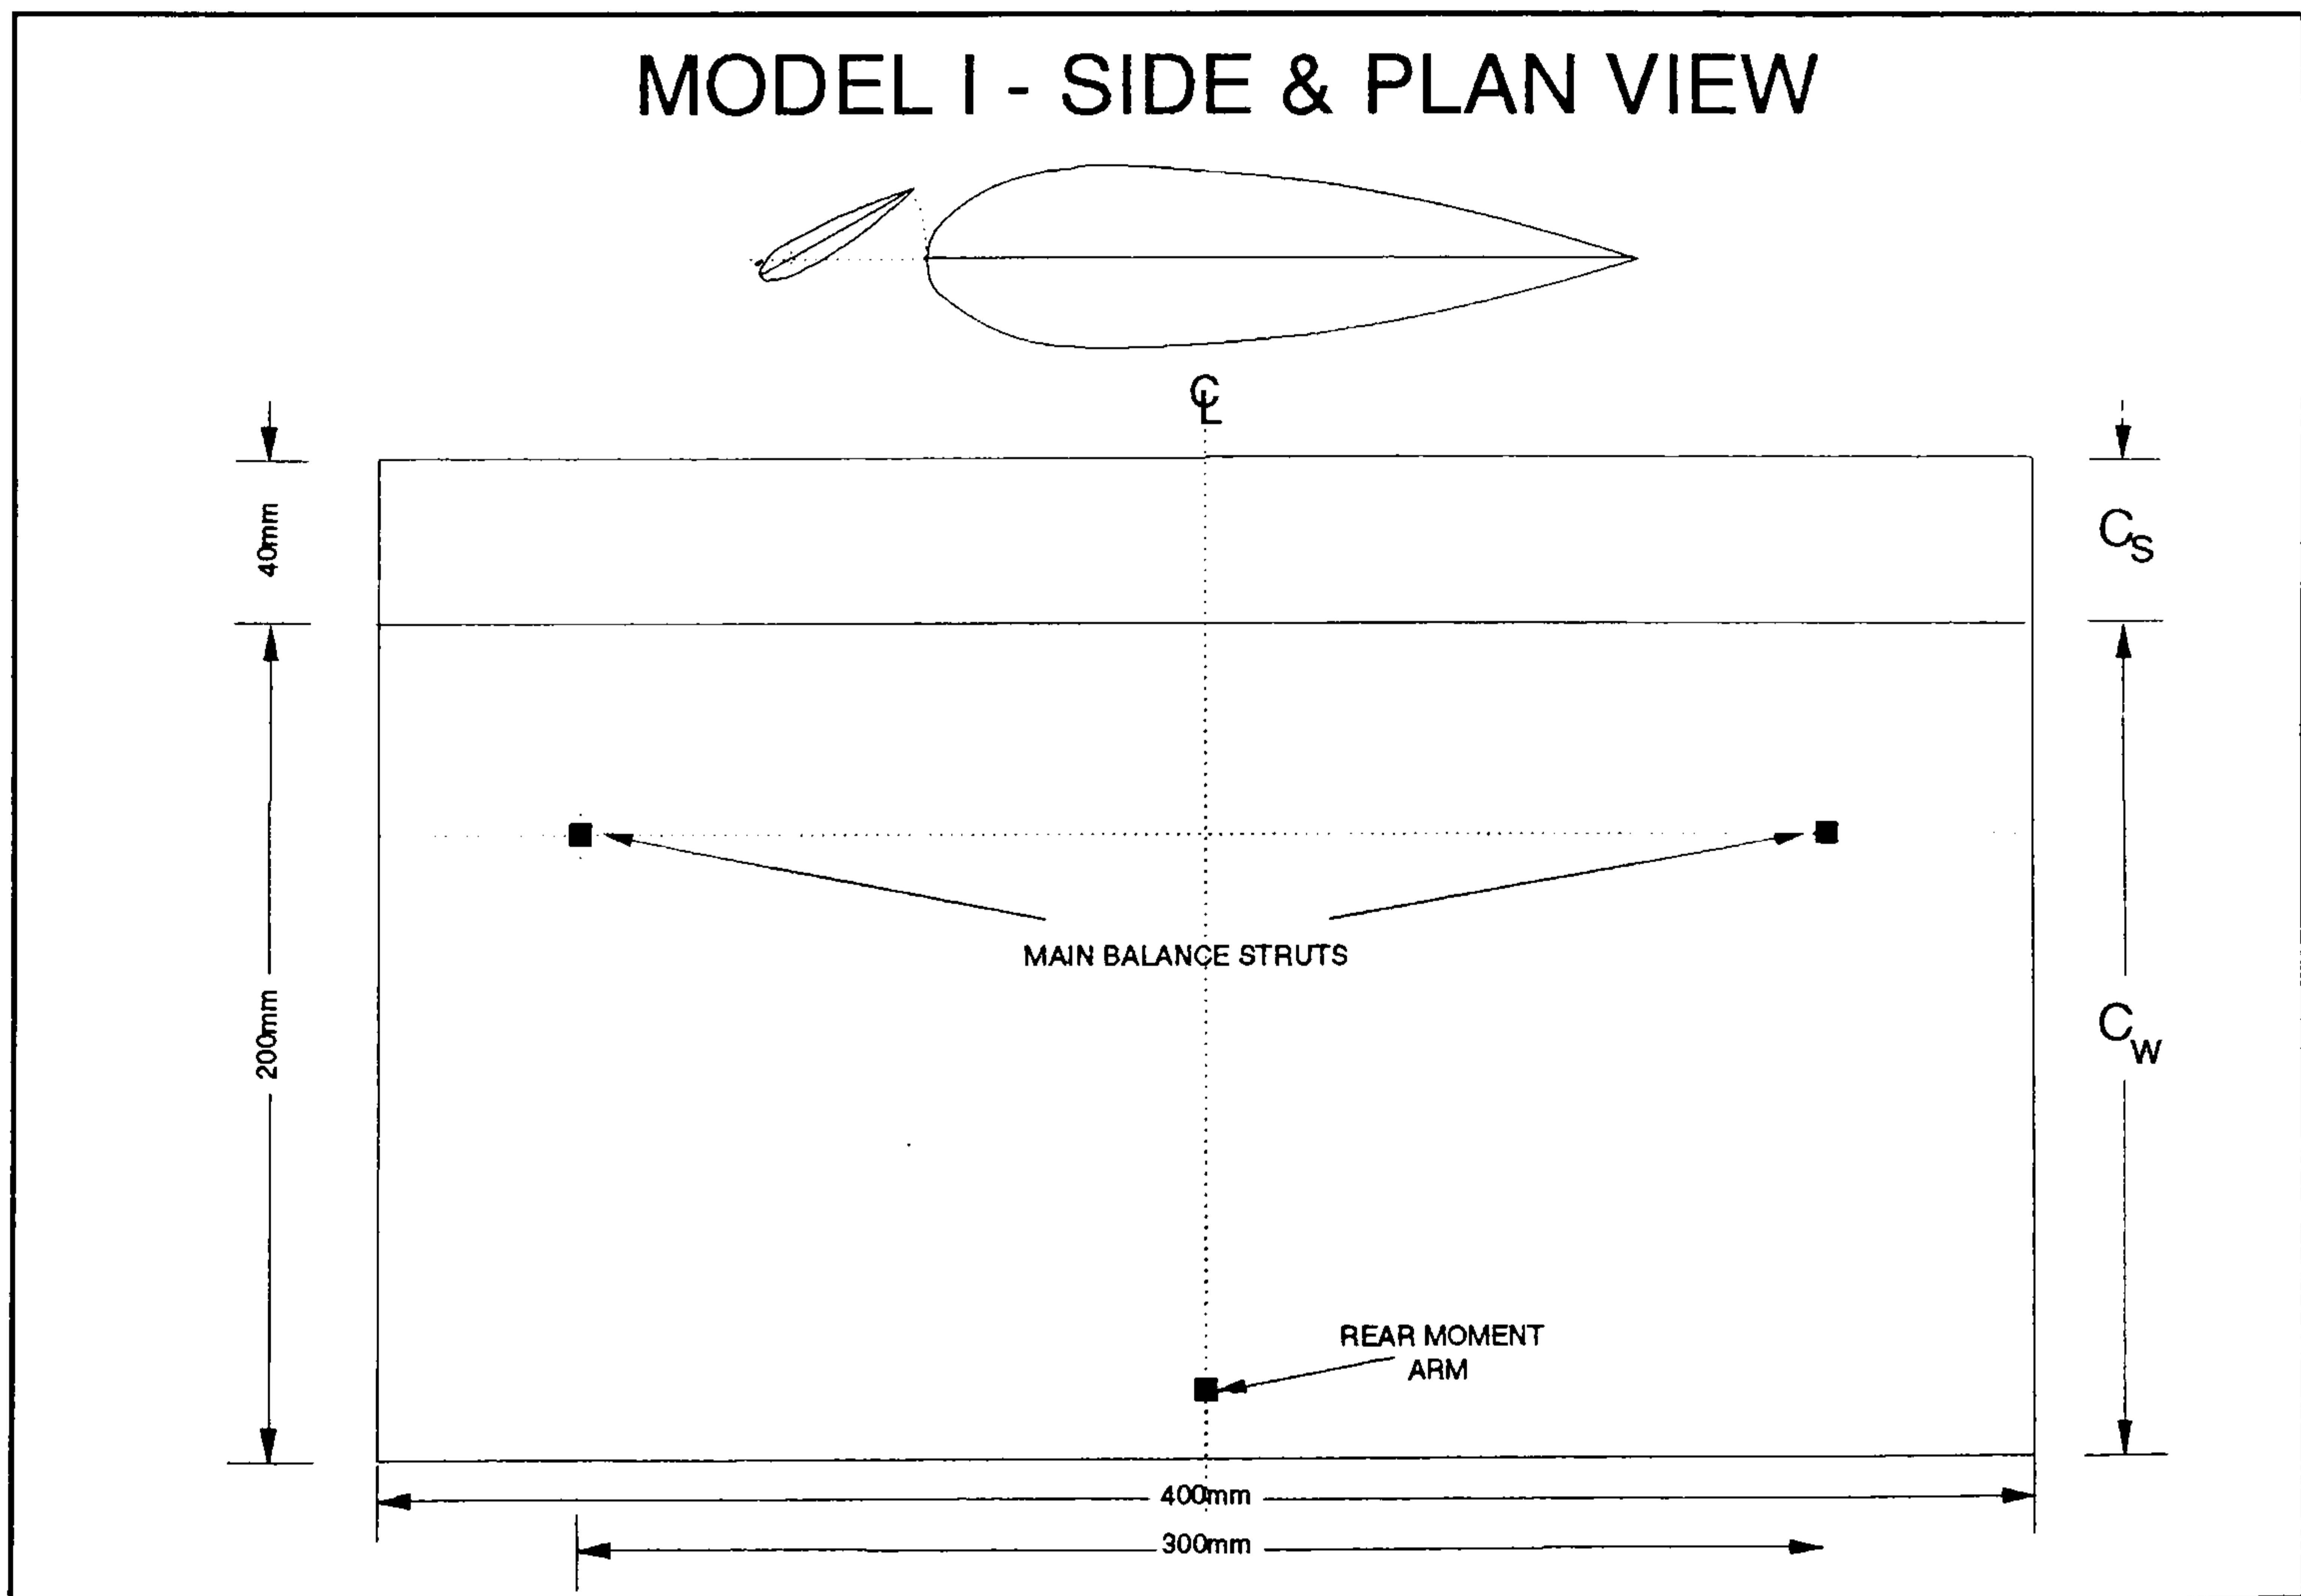 MODEL I - SIDE & PLAN VIEW
℄
40mm
C_S
200mm
MAIN BALANCE STRUTS
C_W
REAR MOMENT
ARM
400mm
300mm